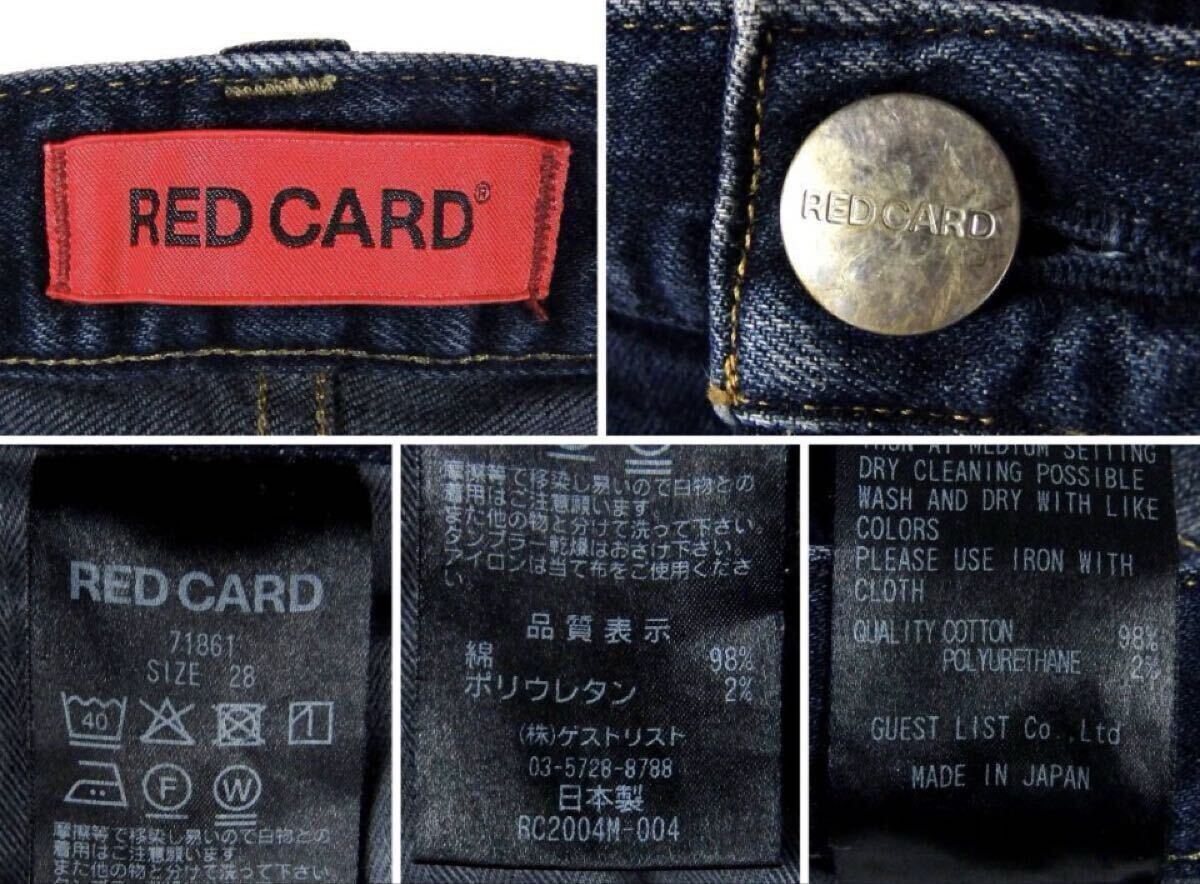 RED CARD®
RED CARD
RED CARD
71861
SIZE 28
40
F
W
摩擦等で移染し易いので白物との
着用はご注意願います。
また他の物と分けて洗って下さい。
摩擦等で移染し易いので白物との
着用はご注意願います。
また他の物と分けて洗って下さい。
タンブラー乾燥はおさけ下さい。
アイロンは当て布をご使用くださ
い。
品質表示
綿 98%
ポリウレタン 2%
(株)ゲストリスト
03-5728-8788
日本製
RC2004M-004
IRON AT MEDIUM SETTING
DRY CLEANING POSSIBLE
WASH AND DRY WITH LIKE
COLORS
PLEASE USE IRON WITH
CLOTH
QUALITY COTTON 98%
POLYURETHANE 2%
GUEST LIST Co.,Ltd
MADE IN JAPAN